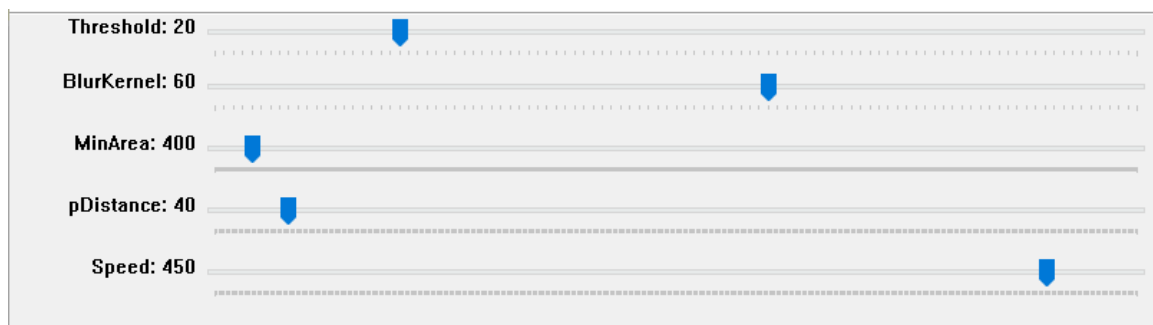 Threshold: 20
BlurKernel: 60
MinArea: 400
pDistance: 40
Speed: 450